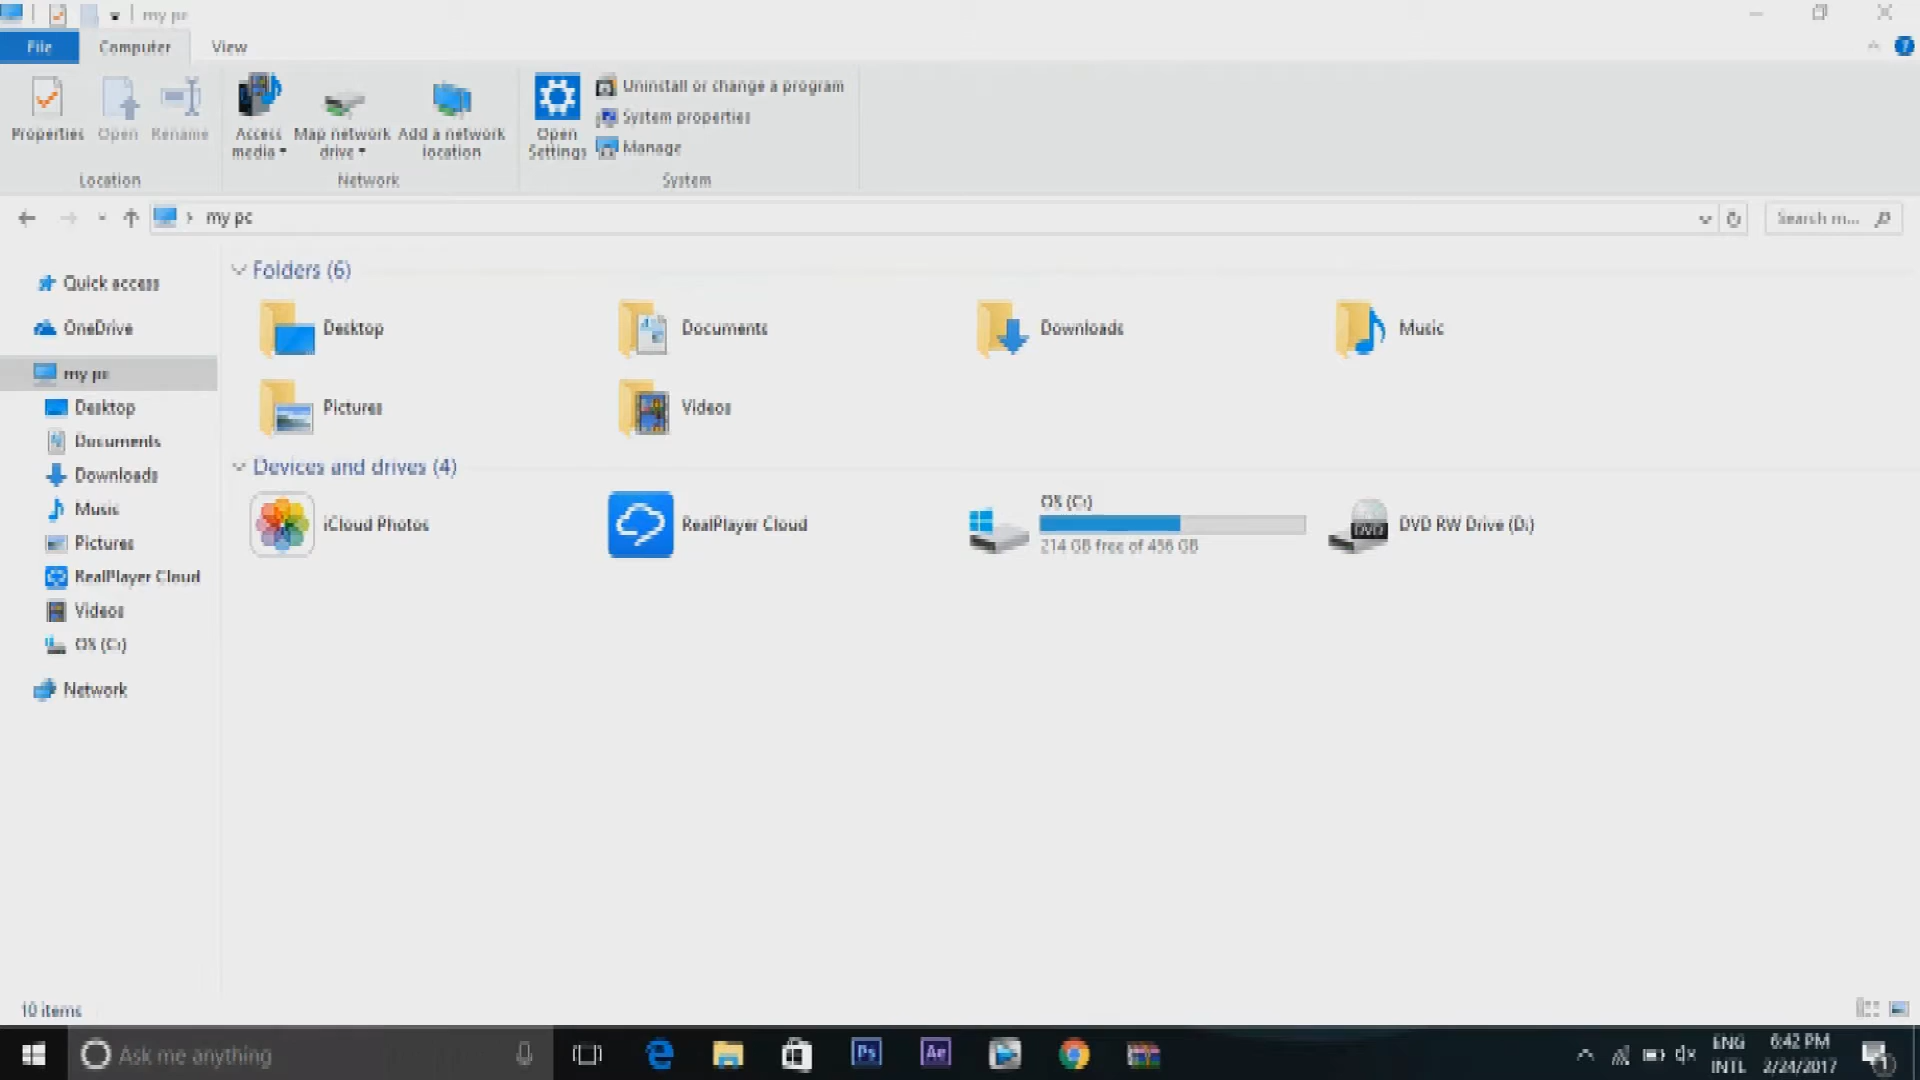 my pc
File Computer View
Properties Open Rename
Access media Map network drive Add a network location
Open Settings
Uninstall or change a program
System properties
Manage
Location Network System
my pc
Search m...
Quick access
OneDrive
my pc
Desktop
Documents
Downloads
Music
Pictures
RealPlayer Cloud
Videos
OS (C:)
Network
Folders (6)
Desktop Documents Downloads Music
Pictures Videos
Devices and drives (4)
iCloud Photos RealPlayer Cloud
OS (C:)
214 GB free of 456 GB
DVD RW Drive (D:)
DVD
10 items
Ask me anything
Ps Ae
ENG
INTL
6:42 PM
2/24/2017
1